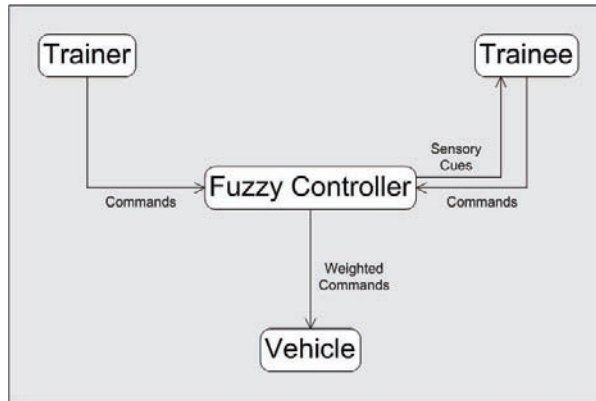 Trainer
Trainee
Sensory
Cues
Fuzzy Controller
Commands
Commands
Weighted
Commands
Vehicle